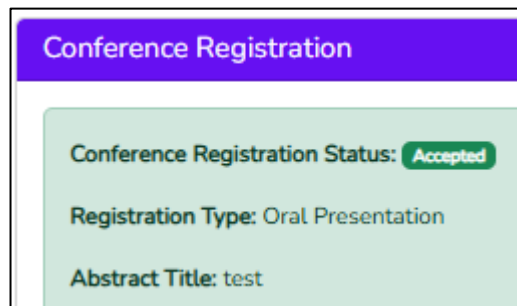 Conference Registration
Conference Registration Status: Accepted
Registration Type: Oral Presentation
Abstract Title: test